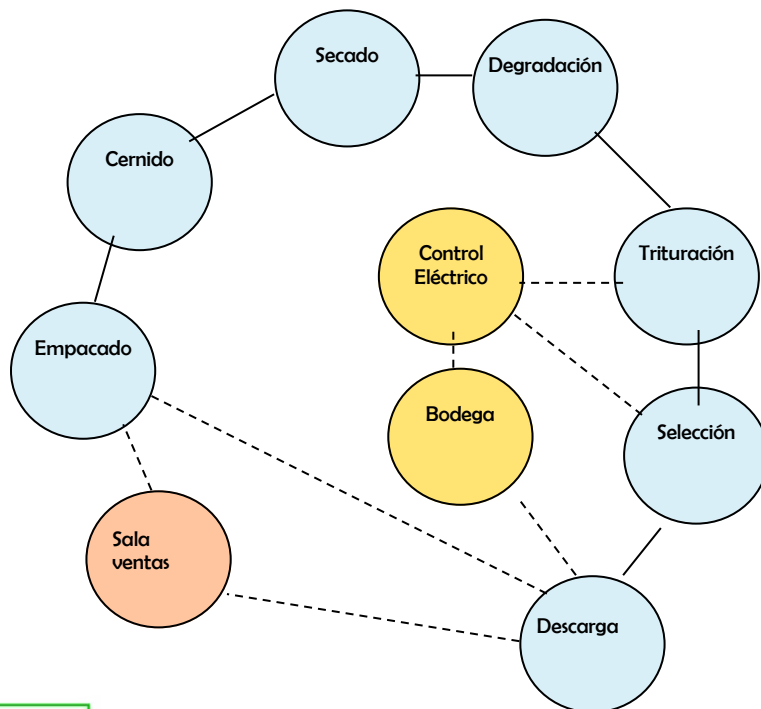 Secado
Degradación
Cernido
Control
Eléctrico
Trituración
Empacado
Bodega
Selección
Sala
ventas
Descarga